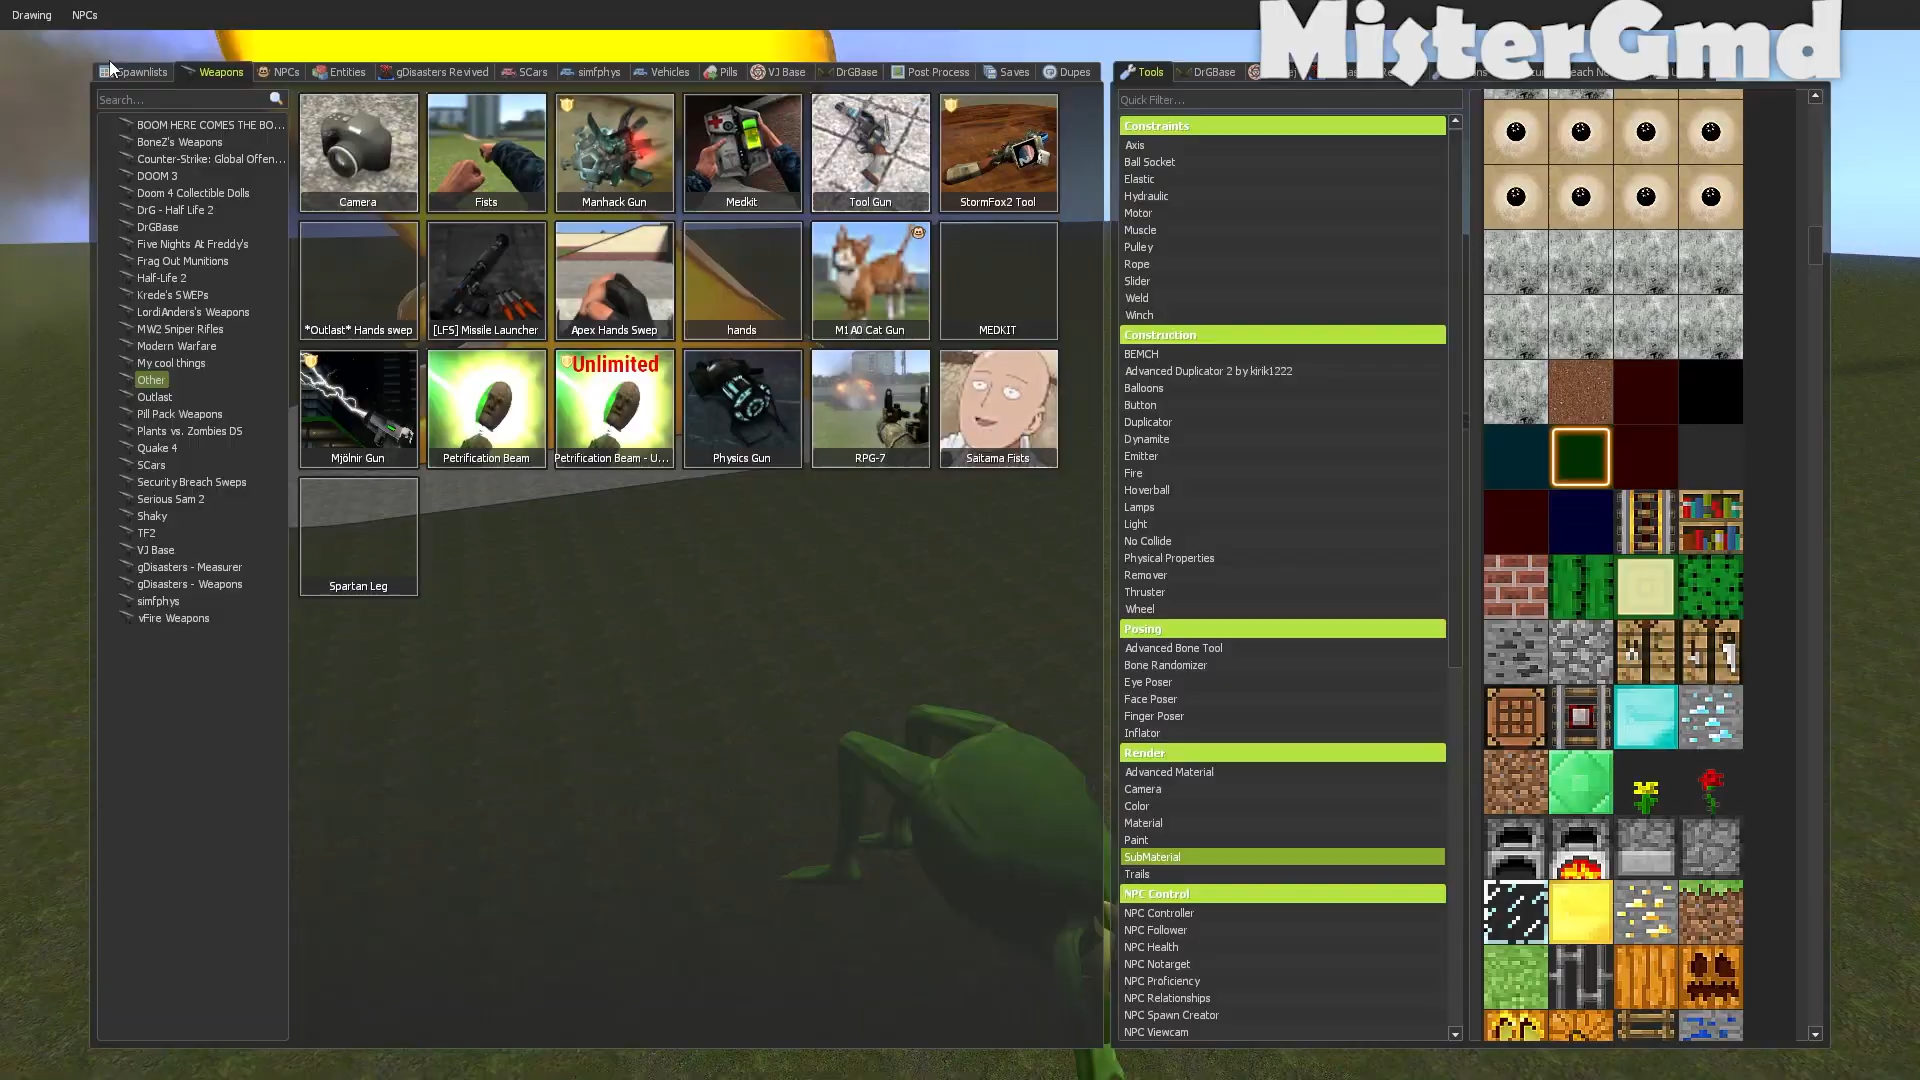 Drawing NPCs
MisterGmd
Spawnlists Weapons NPCs Entities gDisasters Revived SCars simfphys Vehicles Pills VJ Base DrGBase Post Process Saves Dupes
Tools DrGBase
Search...
BOOM HERE COMES THE BO...
BoneZ's Weapons
Counter-Strike: Global Offen...
DOOM 3
Doom 4 Collectible Dolls
DrG - Half Life 2
DrGBase
Five Nights At Freddy's
Frag Out Munitions
Half-Life 2
Krede's SWEPs
LordiAnders's Weapons
MW2 Sniper Rifles
Modern Warfare
My cool things
Other
Outlast
Pill Pack Weapons
Plants vs. Zombies DS
Quake 4
SCars
Security Breach Sweps
Serious Sam 2
Shaky
TF2
VJ Base
gDisasters - Measurer
gDisasters - Weapons
simfphys
vFire Weapons
Camera Fists Manhack Gun Medkit Tool Gun StormFox2 Tool
*Outlast* Hands swep [LFS] Missile Launcher Apex Hands Swep hands M1A0 Cat Gun MEDKIT
Unlimited
Mjölnir Gun Petrification Beam Petrification Beam - U... Physics Gun RPG-7 Saitama Fists
Spartan Leg
Quick Filter...
Constraints
Axis
Ball Socket
Elastic
Hydraulic
Motor
Muscle
Pulley
Rope
Slider
Weld
Winch
Construction
BEMCH
Advanced Duplicator 2 by kirik1222
Balloons
Button
Duplicator
Dynamite
Emitter
Fire
Hoverball
Lamps
Light
No Collide
Physical Properties
Remover
Thruster
Wheel
Posing
Advanced Bone Tool
Bone Randomizer
Eye Poser
Face Poser
Finger Poser
Inflator
Render
Advanced Material
Camera
Color
Material
Paint
SubMaterial
Trails
NPC Control
NPC Controller
NPC Follower
NPC Health
NPC Notarget
NPC Proficiency
NPC Relationships
NPC Spawn Creator
NPC Viewcam